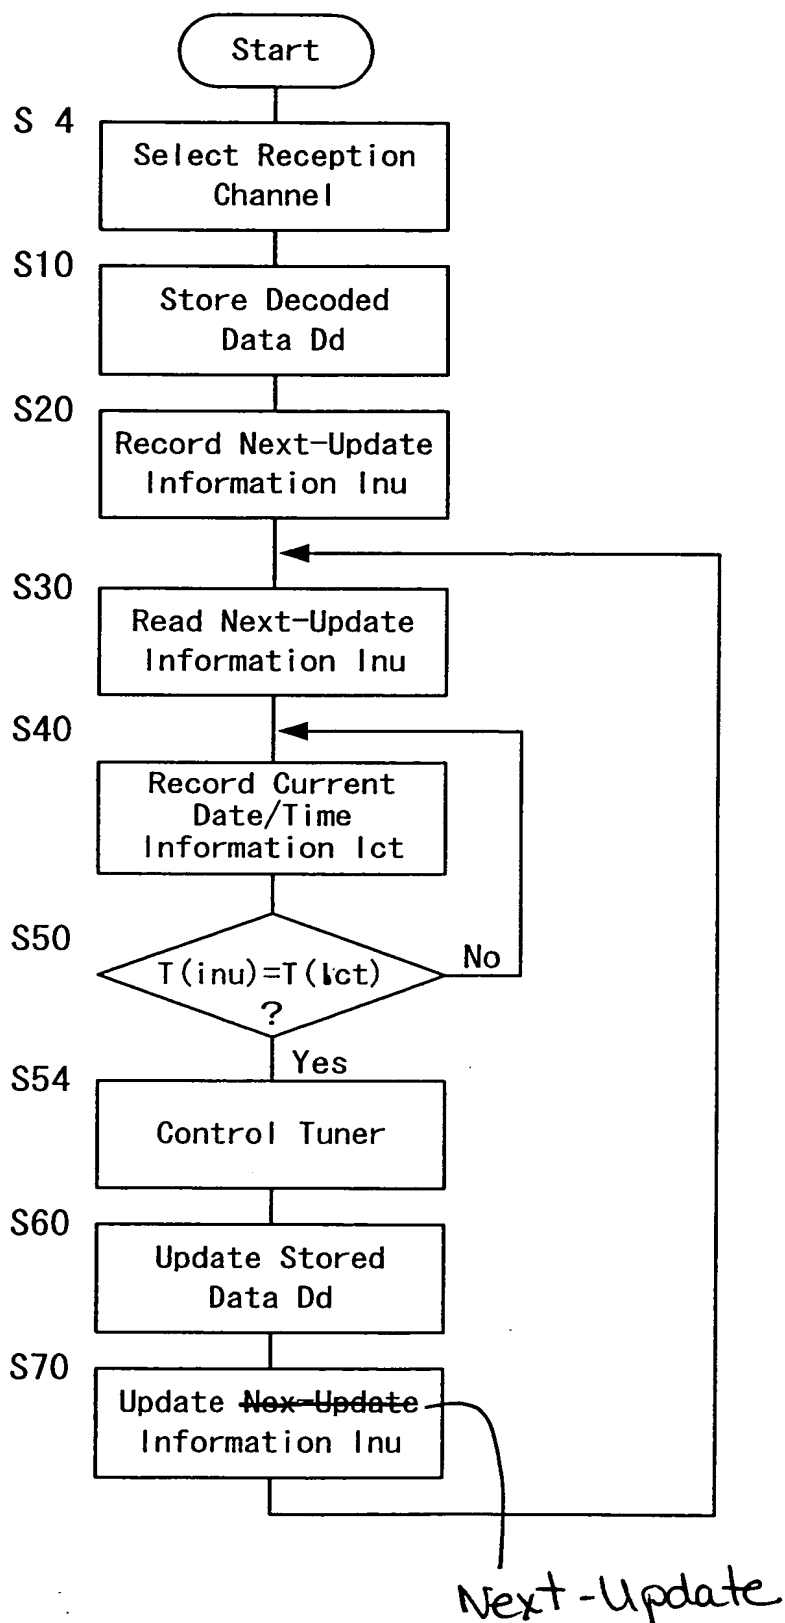 Start
S 4
Select Reception
Channel
S10
Store Decoded
Data Dd
S20
Record Next-Update
Information Inu
S30
Read Next-Update
Information Inu
S40
Record Current
Date/Time
Information Ict
S50
T(inu)=T(Ict)
?
No
Yes
S54
Control Tuner
S60
Update Stored
Data Dd
S70
Update Nex-Update
Information Inu
Next-Update